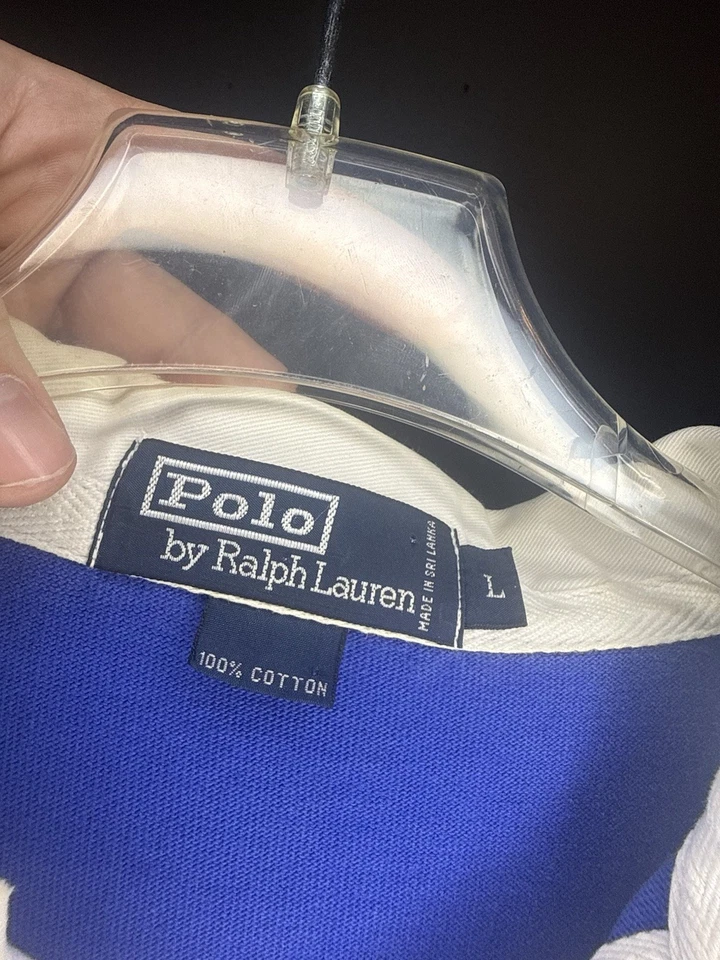 Polo
by Ralph Lauren
MADE IN SRI LANKA
L
100% COTTON